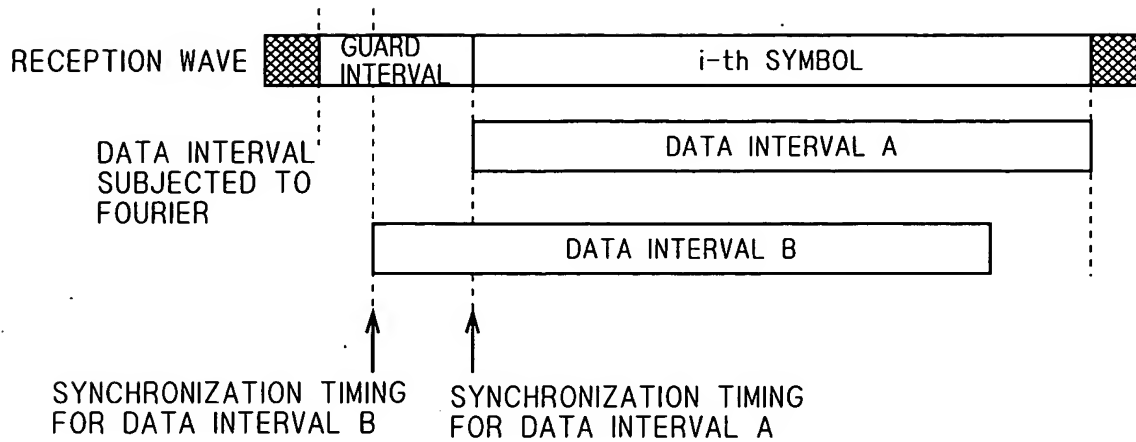 RECEPTION WAVE
GUARD
INTERVAL
i-th SYMBOL
DATA INTERVAL
SUBJECTED TO
FOURIER
DATA INTERVAL A
DATA INTERVAL B
SYNCHRONIZATION TIMING
FOR DATA INTERVAL B
SYNCHRONIZATION TIMING
FOR DATA INTERVAL A